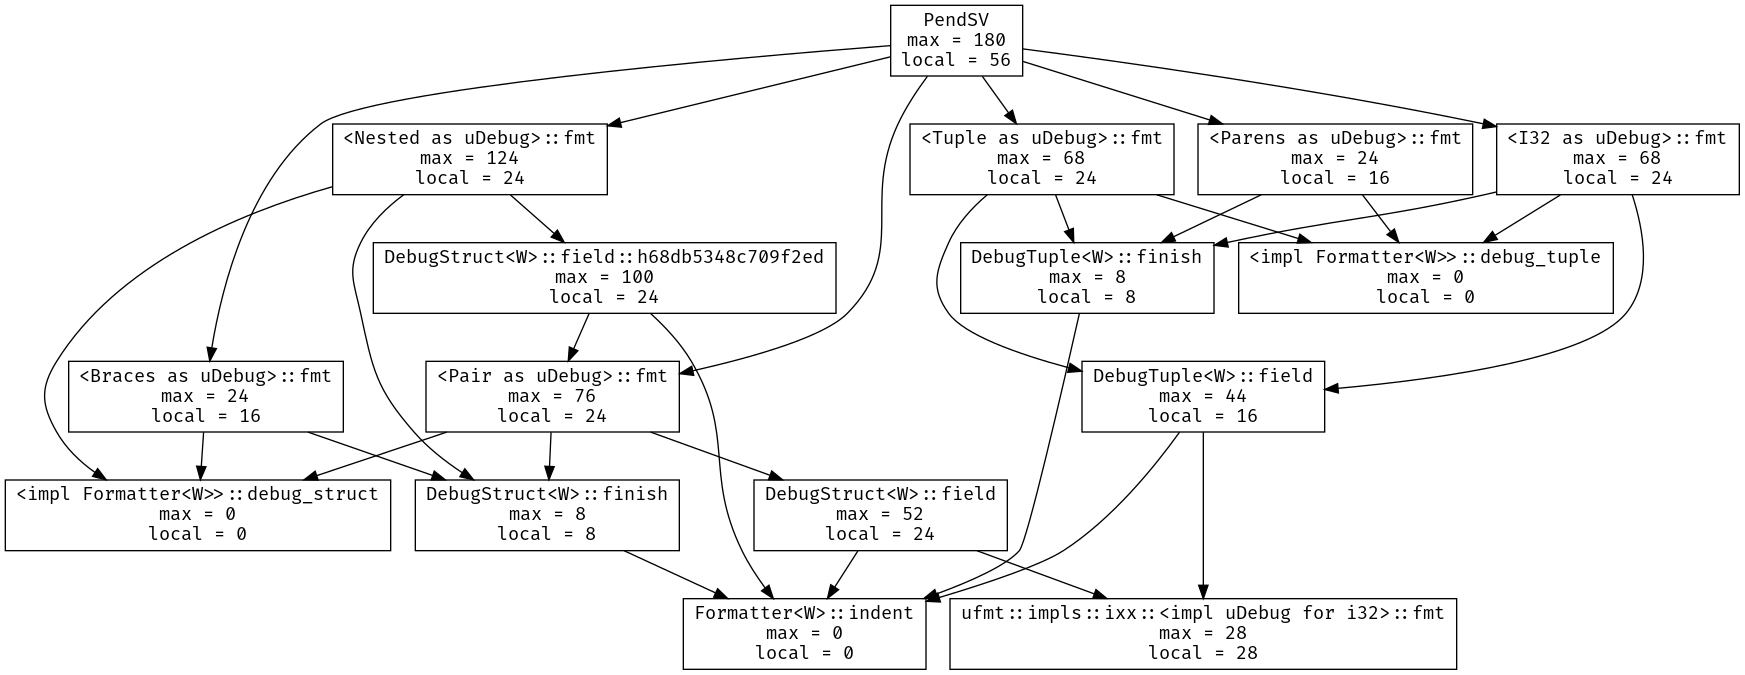 PendSV
max = 180
local = 56
<Nested as uDebug>::fmt
max = 124
local = 24
<Tuple as uDebug>::fmt
max = 68
local = 24
<Parens as uDebug>::fmt
max = 24
local = 16
<I32 as uDebug>::fmt
max = 68
local = 24
DebugStruct<W>::field::h68db5348c709f2ed
max = 100
local = 24
DebugTuple<W>::finish
max = 8
local = 8
<impl Formatter<W>>::debug_tuple
max = 0
local = 0
<Braces as uDebug>::fmt
max = 24
local = 16
<Pair as uDebug>::fmt
max = 76
local = 24
DebugTuple<W>::field
max = 44
local = 16
<impl Formatter<W>>::debug_struct
max = 0
local = 0
DebugStruct<W>::finish
max = 8
local = 8
DebugStruct<W>::field
max = 52
local = 24
Formatter<W>::indent
max = 0
local = 0
ufmt::impls::ixx::<impl uDebug for i32>::fmt
max = 28
local = 28